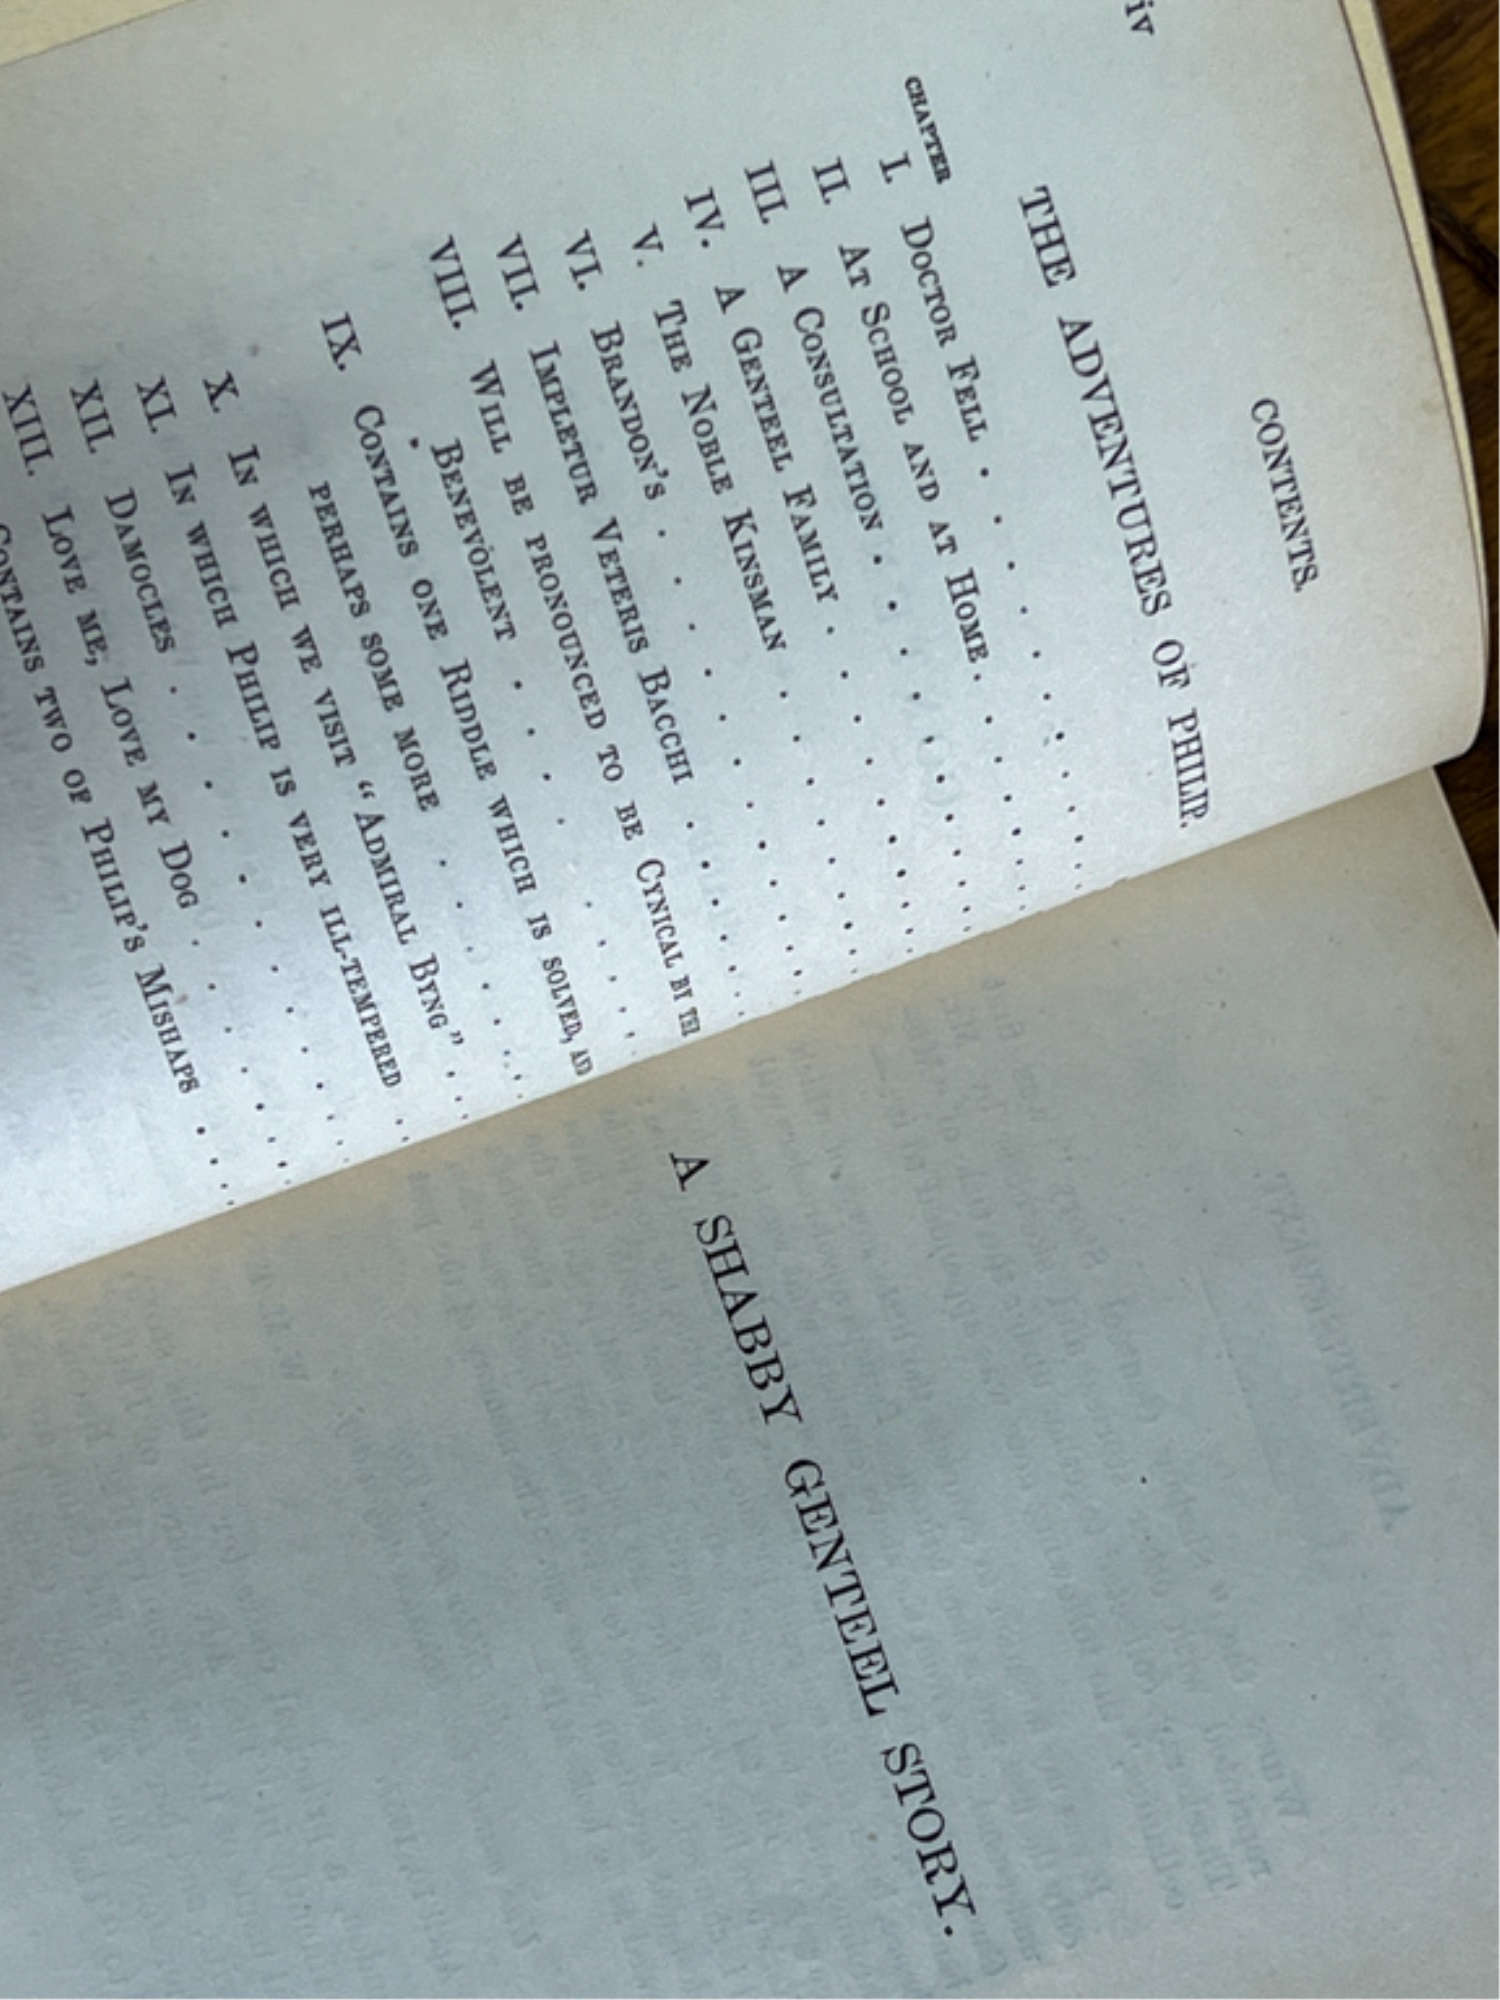 iv
CONTENTS.
THE ADVENTURES OF PHILIP.
CHAPTER
I. DOCTOR FELL . . . . . . . . . .
II. AT SCHOOL AND AT HOME . . . . . .
III. A CONSULTATION . . . . . . . . .
IV. A GENTEEL FAMILY . . . . . . . .
V. THE NOBLE KINSMAN . . . . . . . .
VI. BRANDON'S . . . . . . . . . . .
VII. IMPLETUR VETERIS BACCHI . . . . .
VIII. WILL BE PRONOUNCED TO BE CYNICAL BY THE
BENEVOLENT . . . . . . . . .
IX. CONTAINS ONE RIDDLE WHICH IS SOLVED, AND
PERHAPS SOME MORE . . . . . . .
X. IN WHICH WE VISIT "ADMIRAL BYNG" . . .
XI. IN WHICH PHILIP IS VERY ILL-TEMPERED . .
XII. DAMOCLES . . . . . . . . . . .
XIII. LOVE ME, LOVE MY DOG . . . . . . .
CONTAINS TWO OF PHILIP'S MISHAPS . . .
A SHABBY GENTEEL STORY.